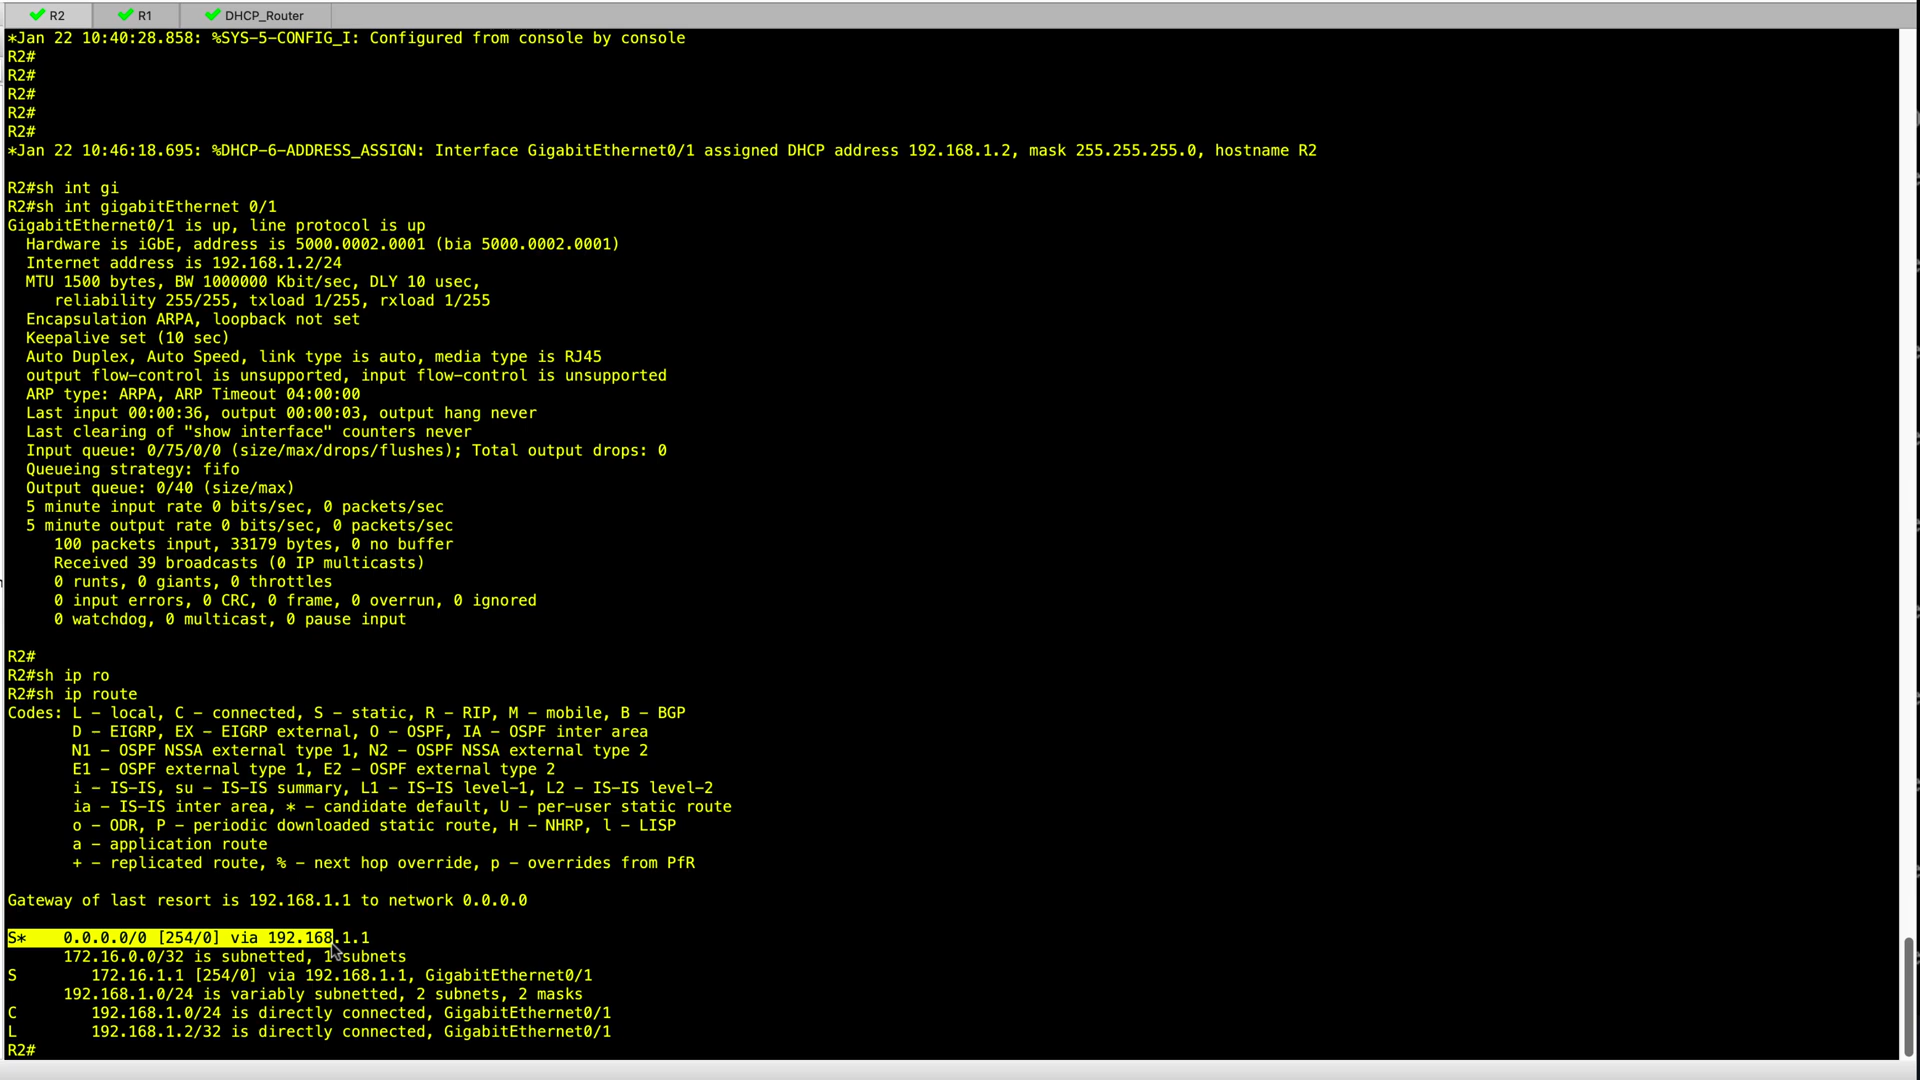 R2 R1 DHCP_Router
*Jan 22 10:40:28.858: %SYS-5-CONFIG_I: Configured from console by console
R2#
R2#
R2#
R2#
R2#
*Jan 22 10:46:18.695: %DHCP-6-ADDRESS_ASSIGN: Interface GigabitEthernet0/1 assigned DHCP address 192.168.1.2, mask 255.255.255.0, hostname R2
R2#sh int gi
R2#sh int gigabitEthernet 0/1
GigabitEthernet0/1 is up, line protocol is up
Hardware is iGbE, address is 5000.0002.0001 (bia 5000.0002.0001)
Internet address is 192.168.1.2/24
MTU 1500 bytes, BW 1000000 Kbit/sec, DLY 10 usec,
reliability 255/255, txload 1/255, rxload 1/255
Encapsulation ARPA, loopback not set
Keepalive set (10 sec)
Auto Duplex, Auto Speed, link type is auto, media type is RJ45
output flow-control is unsupported, input flow-control is unsupported
ARP type: ARPA, ARP Timeout 04:00:00
Last input 00:00:36, output 00:00:03, output hang never
Last clearing of "show interface" counters never
Input queue: 0/75/0/0 (size/max/drops/flushes); Total output drops: 0
Queueing strategy: fifo
Output queue: 0/40 (size/max)
5 minute input rate 0 bits/sec, 0 packets/sec
5 minute output rate 0 bits/sec, 0 packets/sec
100 packets input, 33179 bytes, 0 no buffer
Received 39 broadcasts (0 IP multicasts)
0 runts, 0 giants, 0 throttles
0 input errors, 0 CRC, 0 frame, 0 overrun, 0 ignored
0 watchdog, 0 multicast, 0 pause input
R2#
R2#sh ip ro
R2#sh ip route
Codes: L - local, C - connected, S - static, R - RIP, M - mobile, B - BGP
D - EIGRP, EX - EIGRP external, O - OSPF, IA - OSPF inter area
N1 - OSPF NSSA external type 1, N2 - OSPF NSSA external type 2
E1 - OSPF external type 1, E2 - OSPF external type 2
i - IS-IS, su - IS-IS summary, L1 - IS-IS level-1, L2 - IS-IS level-2
ia - IS-IS inter area, * - candidate default, U - per-user static route
o - ODR, P - periodic downloaded static route, H - NHRP, l - LISP
a - application route
+ - replicated route, % - next hop override, p - overrides from PfR
Gateway of last resort is 192.168.1.1 to network 0.0.0.0
S* 0.0.0.0/0 [254/0] via 192.168.1.1
172.16.0.0/32 is subnetted, 1 subnets
S 172.16.1.1 [254/0] via 192.168.1.1, GigabitEthernet0/1
192.168.1.0/24 is variably subnetted, 2 subnets, 2 masks
C 192.168.1.0/24 is directly connected, GigabitEthernet0/1
L 192.168.1.2/32 is directly connected, GigabitEthernet0/1
R2#